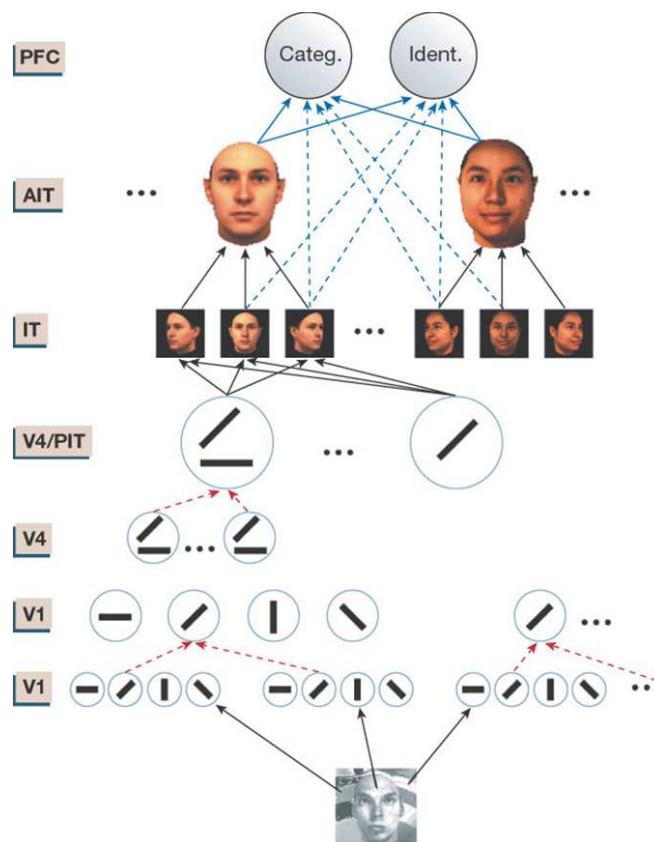 PFC
Categ. Ident.
AIT
IT
V4/PIT
V4
V1
V1